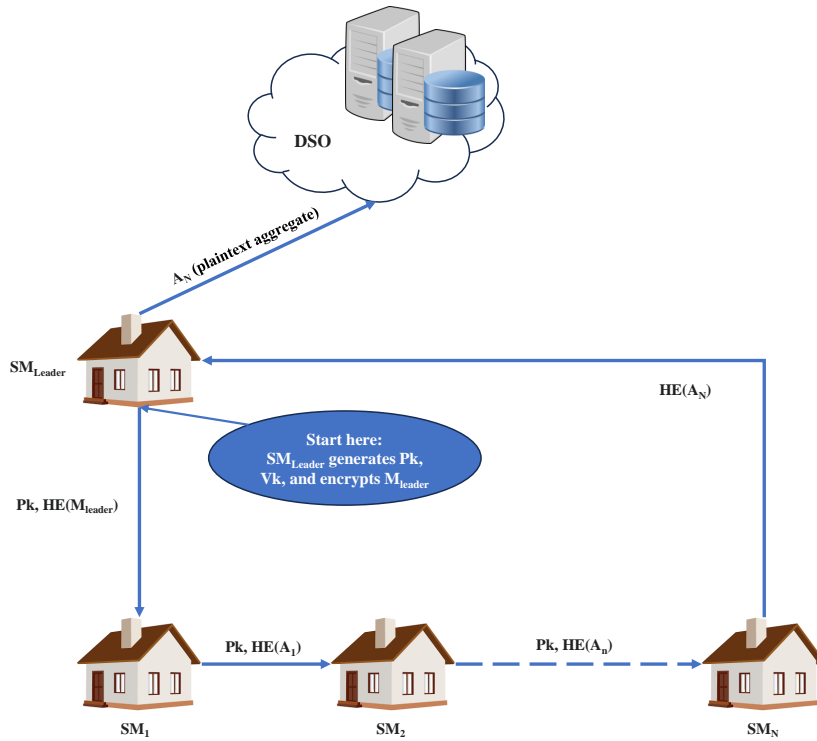 DSO
A_N (plaintext aggregate)
SM_Leader
HE(A_N)
Start here:
SM_Leader generates Pk,
Vk, and encrypts M_leader
Pk, HE(M_leader)
Pk, HE(A_1)
Pk, HE(A_n)
SM_1
SM_2
SM_N